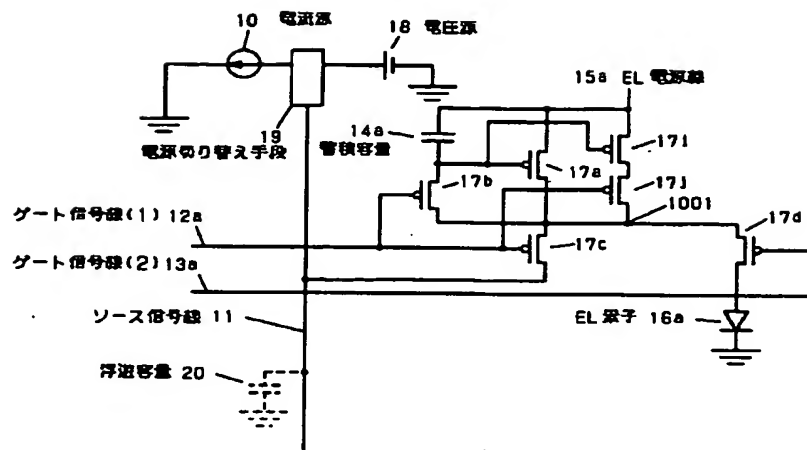 10 電流源
18 電圧源
15a EL 電源線
19
電源切り替え手段
14a
蓄積容量
17i
17a
17j
17b
1001
17d
17c
ゲート信号線(1) 12a
ゲート信号線(2) 13a
ソース信号線 11
EL 素子 16a
浮遊容量 20